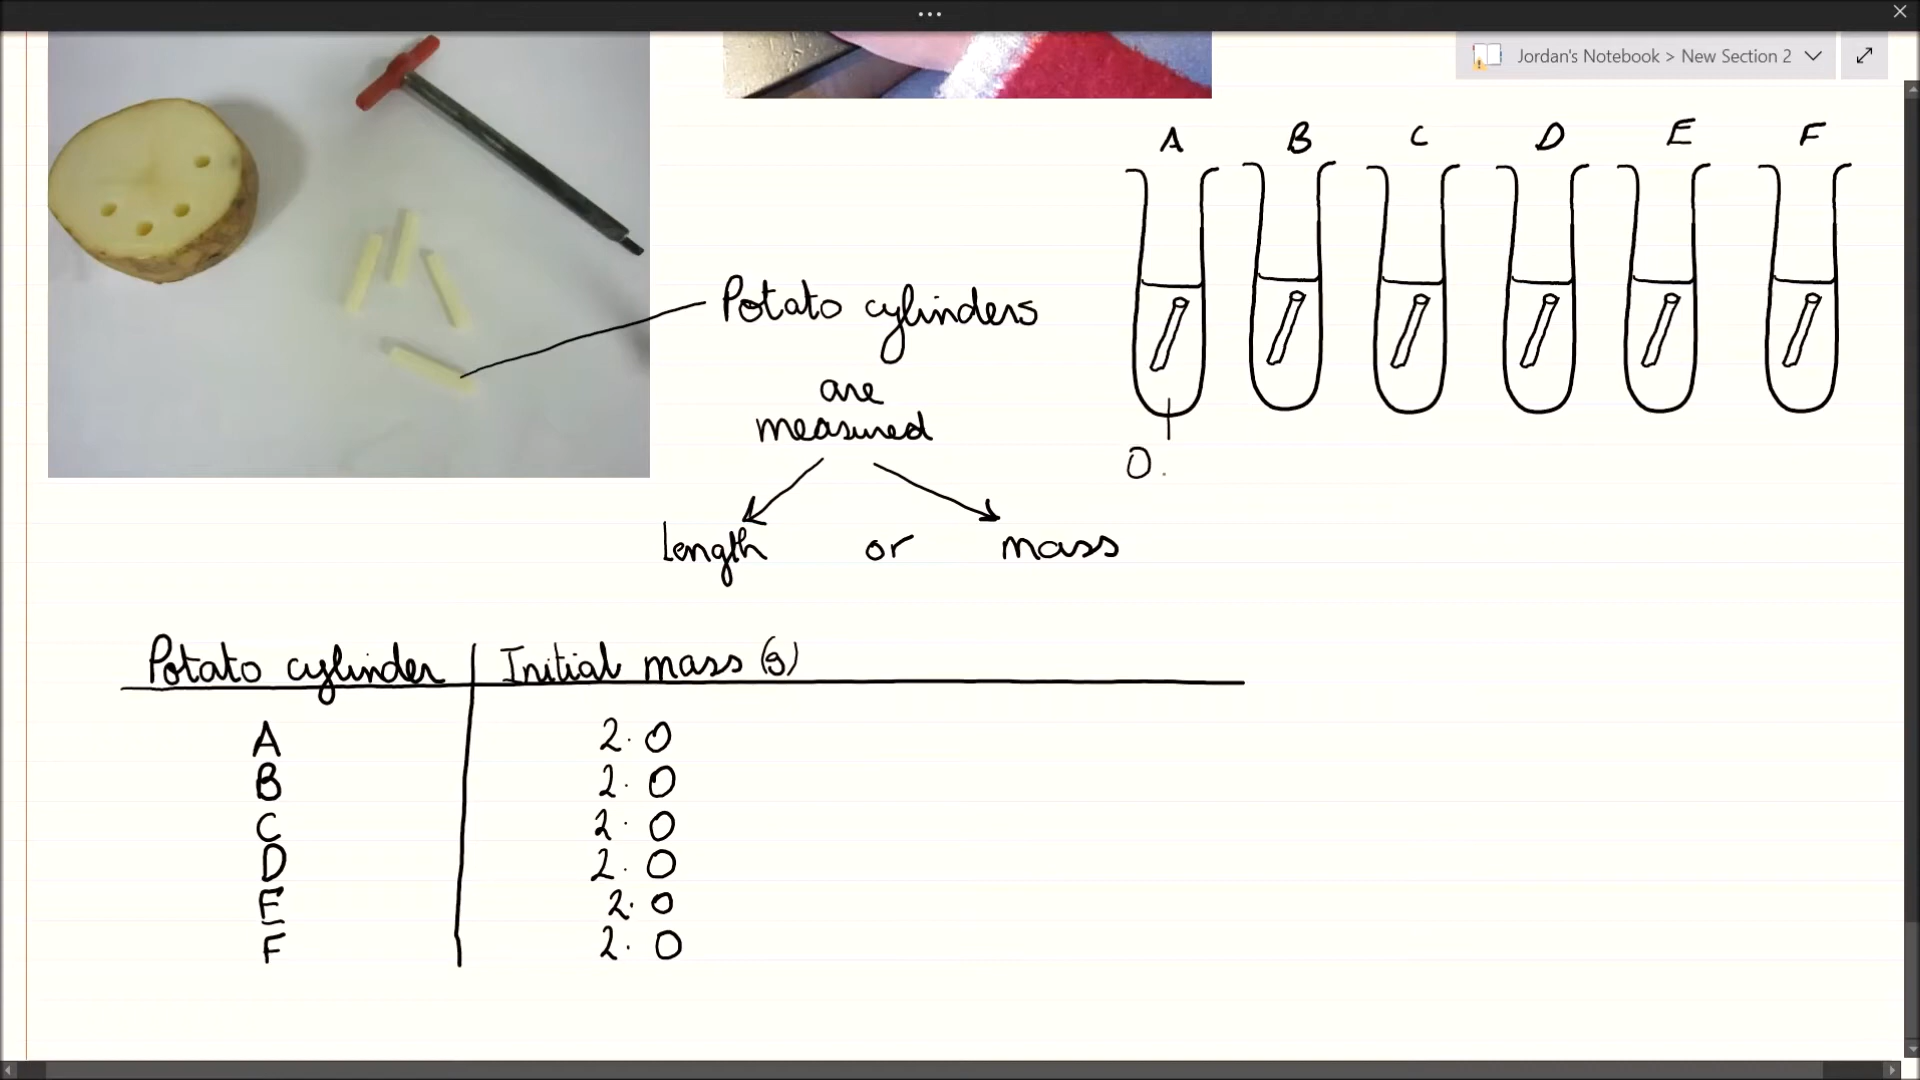 Jordan's Notebook > New Section 2
A B C D E F
Potato cylinders
are
measured
0.
Length or mass
Potato cylinder Initial mass (g)
A 2.0
B 2.0
C 2.0
D 2.0
E 2.0
F 2.0